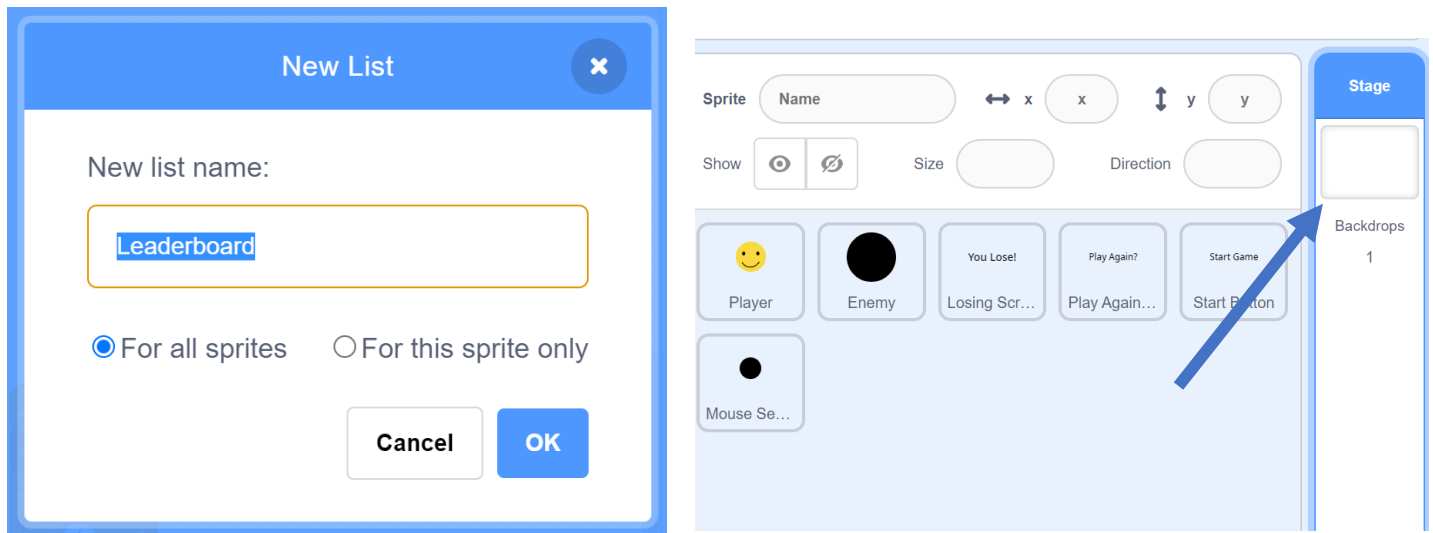 New List
New list name:
Leaderboard
For all sprites For this sprite only
Cancel OK
Sprite Name x x y y
Show Size Direction
Player Enemy You Lose! Losing Scr... Play Again? Play Again... Start Game Start Button
Mouse Se...
Stage
Backdrops
1